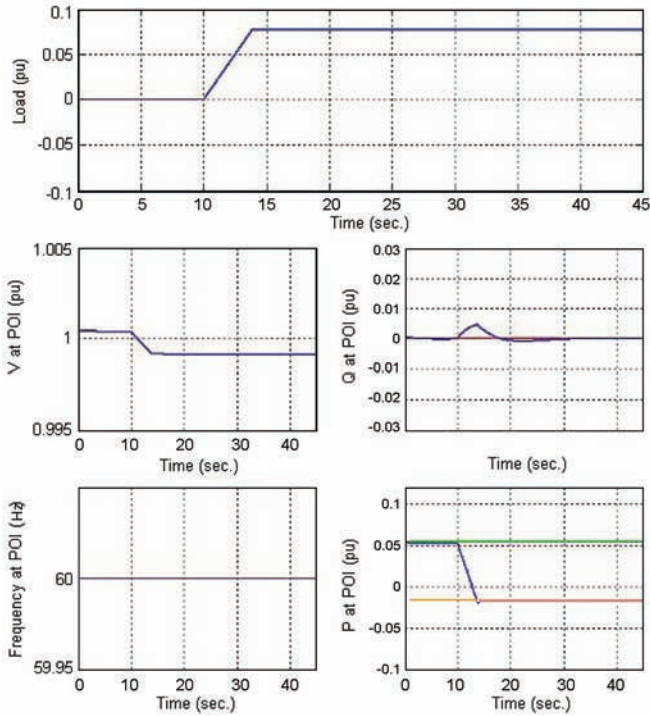 0.1
0.05
0
-0.05
-0.1
Load (pu)
0 5 10 15 20 25 30 35 40 45
Time (sec.)
1.005
1
0.995
V at POI (pu)
0 10 20 30 40
Time (sec.)
0.03
0.02
0.01
0
-0.01
-0.02
-0.03
Q at POI (pu)
Time (sec.)
60
59.95
Frequency at POI (Hz)
0 10 20 30 40
Time (sec.)
0.1
0.05
0
-0.05
-0.1
P at POI (pu)
0 10 20 30 40
Time (sec.)